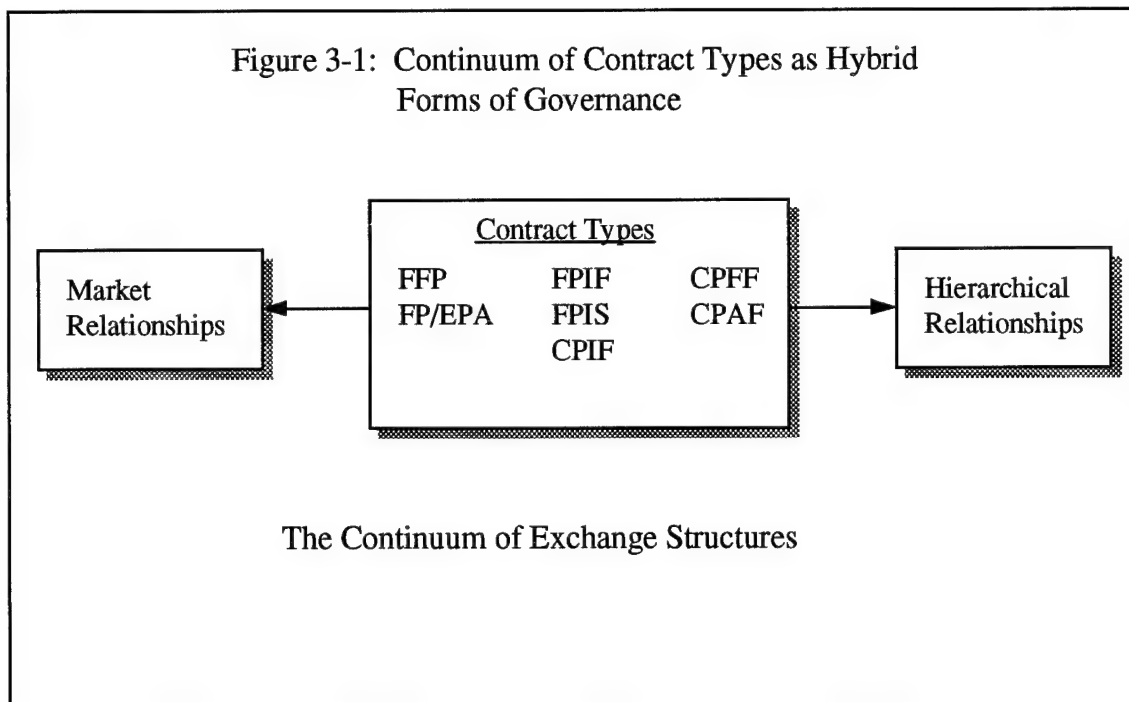 Figure 3-1: Continuum of Contract Types as Hybrid
Forms of Governance
Market
Relationships
Contract Types
FFP FPIF CPFF
FP/EPA FPIS CPAF
CPIF
Hierarchical
Relationships
The Continuum of Exchange Structures